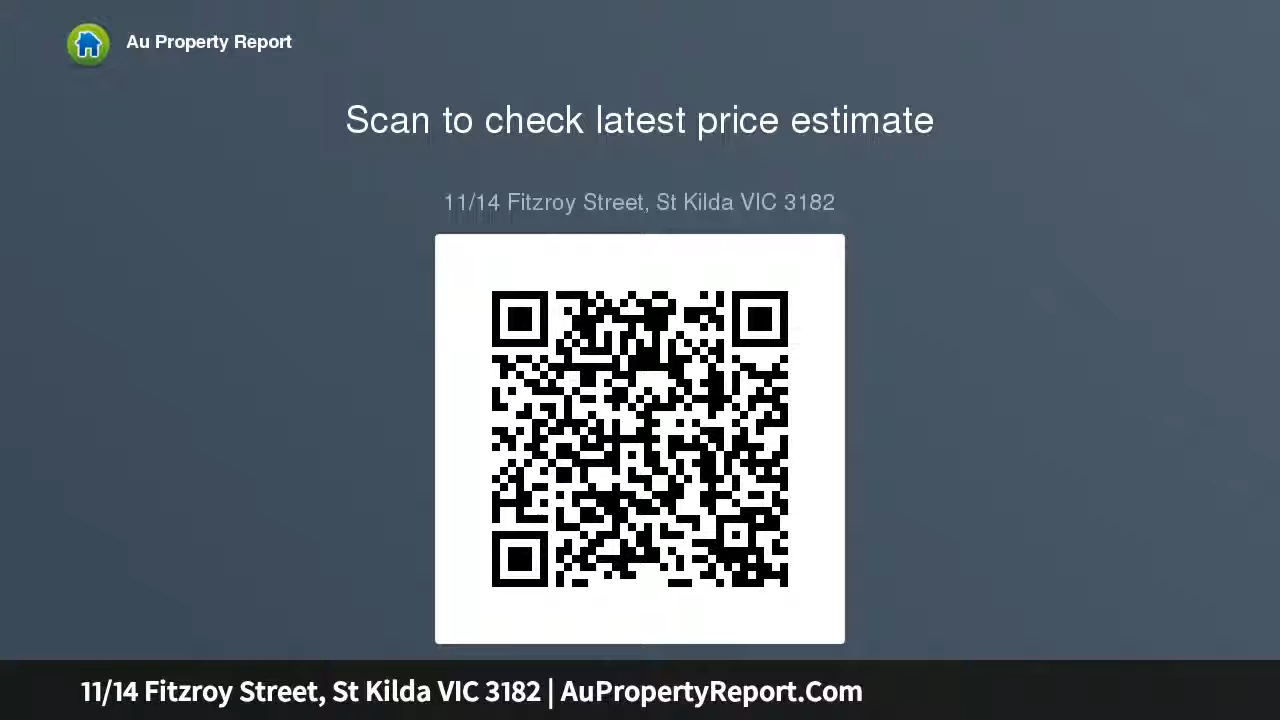 Au Property Report
Scan to check latest price estimate
11/14 Fitzroy Street, St Kilda VIC 3182
11/14 Fitzroy Street, St Kilda VIC 3182 | AuPropertyReport.Com